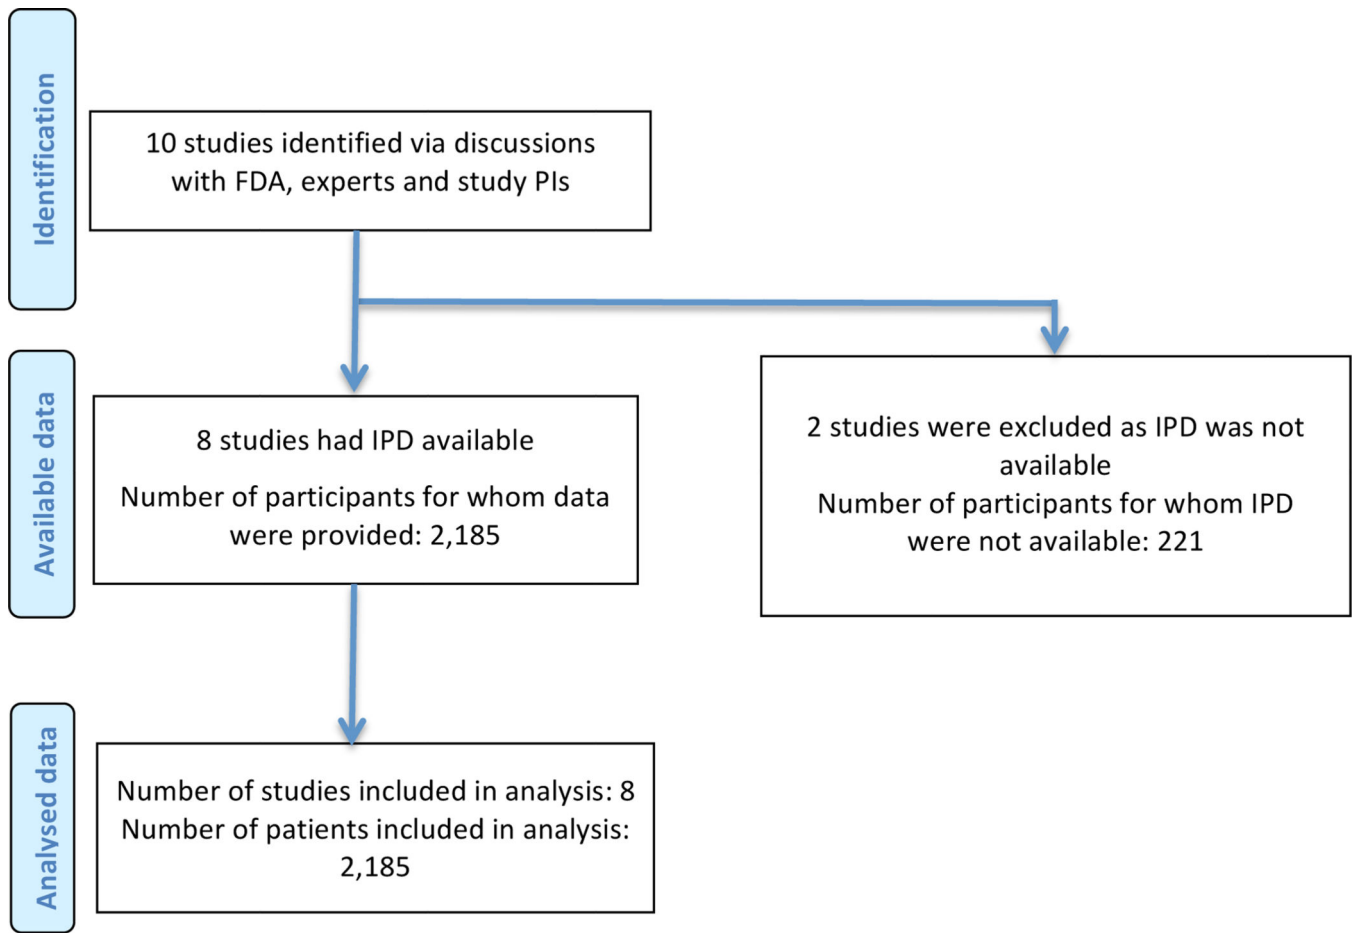 Identification
10 studies identified via discussions
with FDA, experts and study PIs
Available data
8 studies had IPD available
Number of participants for whom data
were provided: 2,185
2 studies were excluded as IPD was not
available
Number of participants for whom IPD
were not available: 221
Analysed data
Number of studies included in analysis: 8
Number of patients included in analysis:
2,185